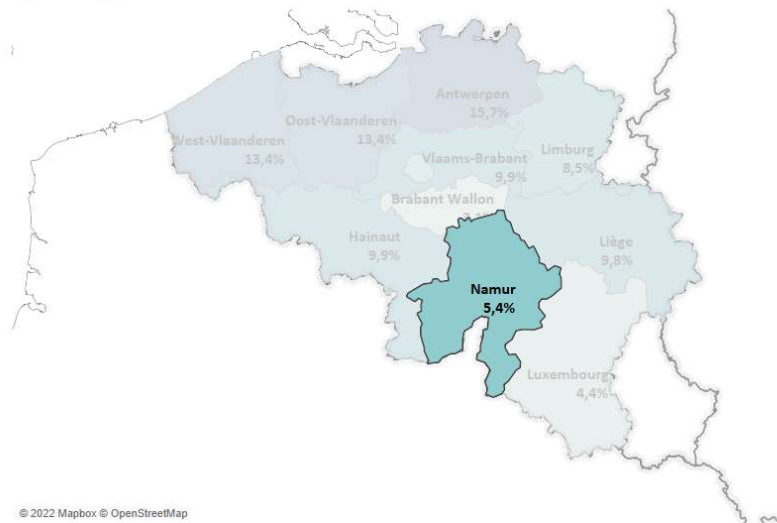 Antwerpen
15,7%
Oost-Vlaanderen
13,4%
West-Vlaanderen
13,4%
Limburg
8,5%
Vlaams-Brabant
9,9%
Brabant Wallon
Hainaut
9,9%
Liège
9,8%
Namur
5,4%
Luxembourg
4,4%
© 2022 Mapbox © OpenStreetMap